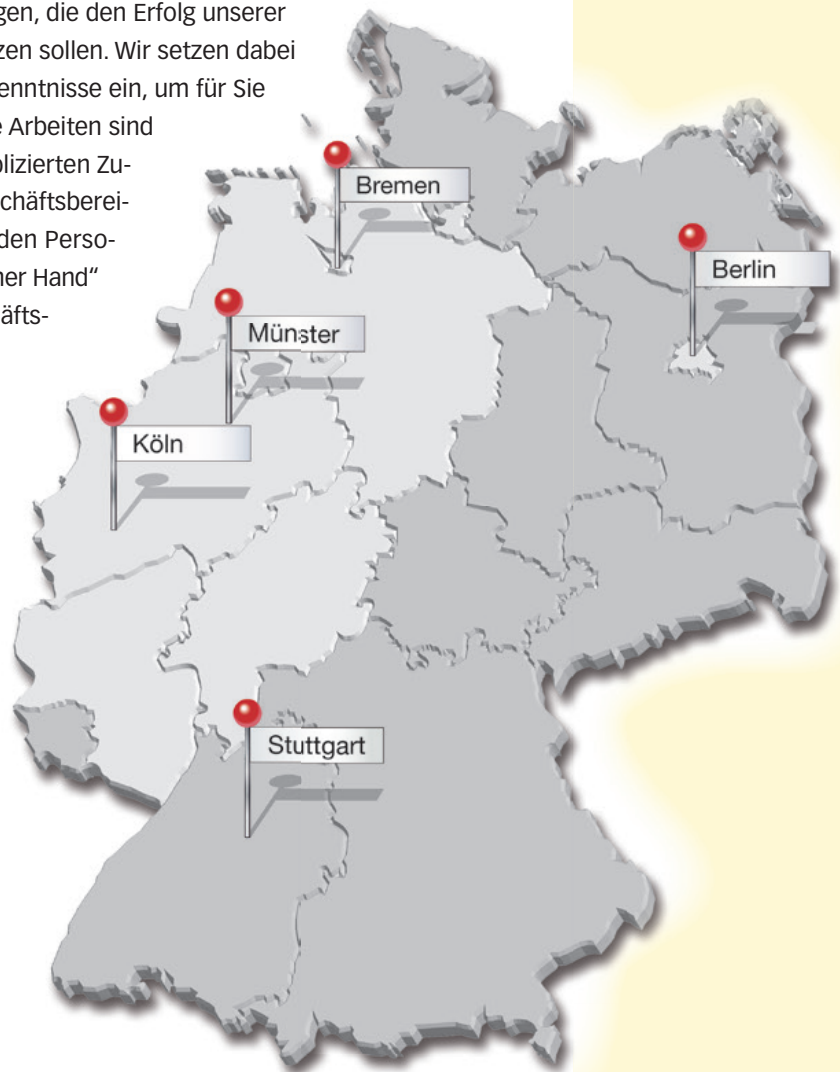 gen, die den Erfolg unserer
zen sollen. Wir setzen dabei
enntnisse ein, um für Sie
e Arbeiten sind
plizierten Zu-
chäftsberei-
den Perso-
ner Hand“
äfts-
Bremen
Berlin
Münster
Köln
Stuttgart